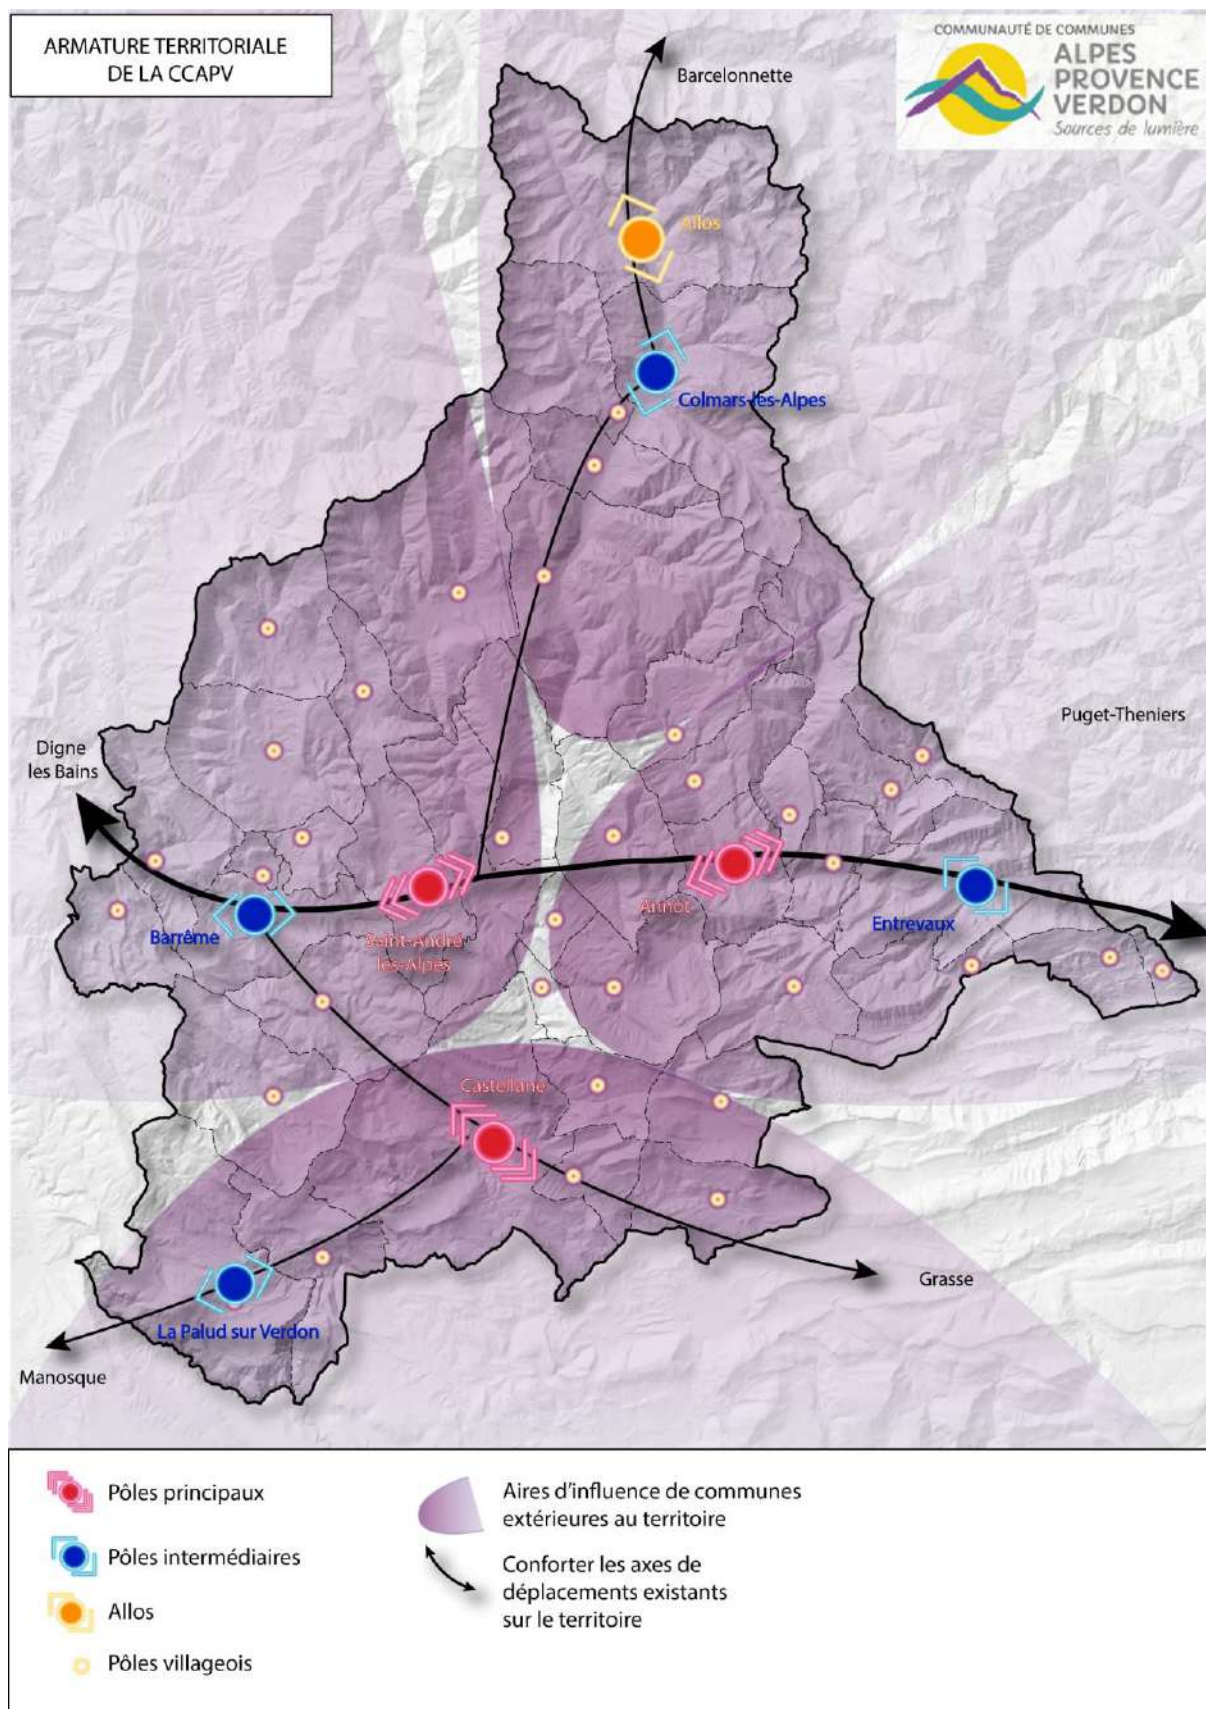 ARMATURE TERRITORIALE
DE LA CCAPV
COMMUNAUTÉ DE COMMUNES
ALPES
PROVENCE
VERDON
Sources de lumière
Barcelonnette
Allos
Colmars-les-Alpes
Puget-Theniers
Digne
les Bains
Annot
Entrevaux
Barrême
Saint-André
les-Alpes
Castellane
Grasse
La Palud sur Verdon
Manosque
Pôles principaux
Pôles intermédiaires
Allos
Pôles villageois
Aires d'influence de communes
extérieures au territoire
Conforter les axes de
déplacements existants
sur le territoire